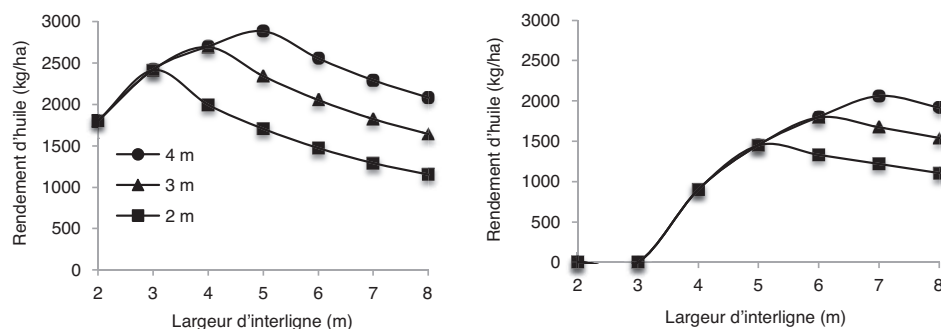 Rendement d'huile (kg/ha)
3000
2500
2000
1500
1000
500
0
4 m
3 m
2 m
2 3 4 5 6 7 8
Largeur d'interligne (m)
Rendement d'huile (kg/ha)
3000
2500
2000
1500
1000
500
0
2 3 4 5 6 7 8
Largeur d'interligne (m)